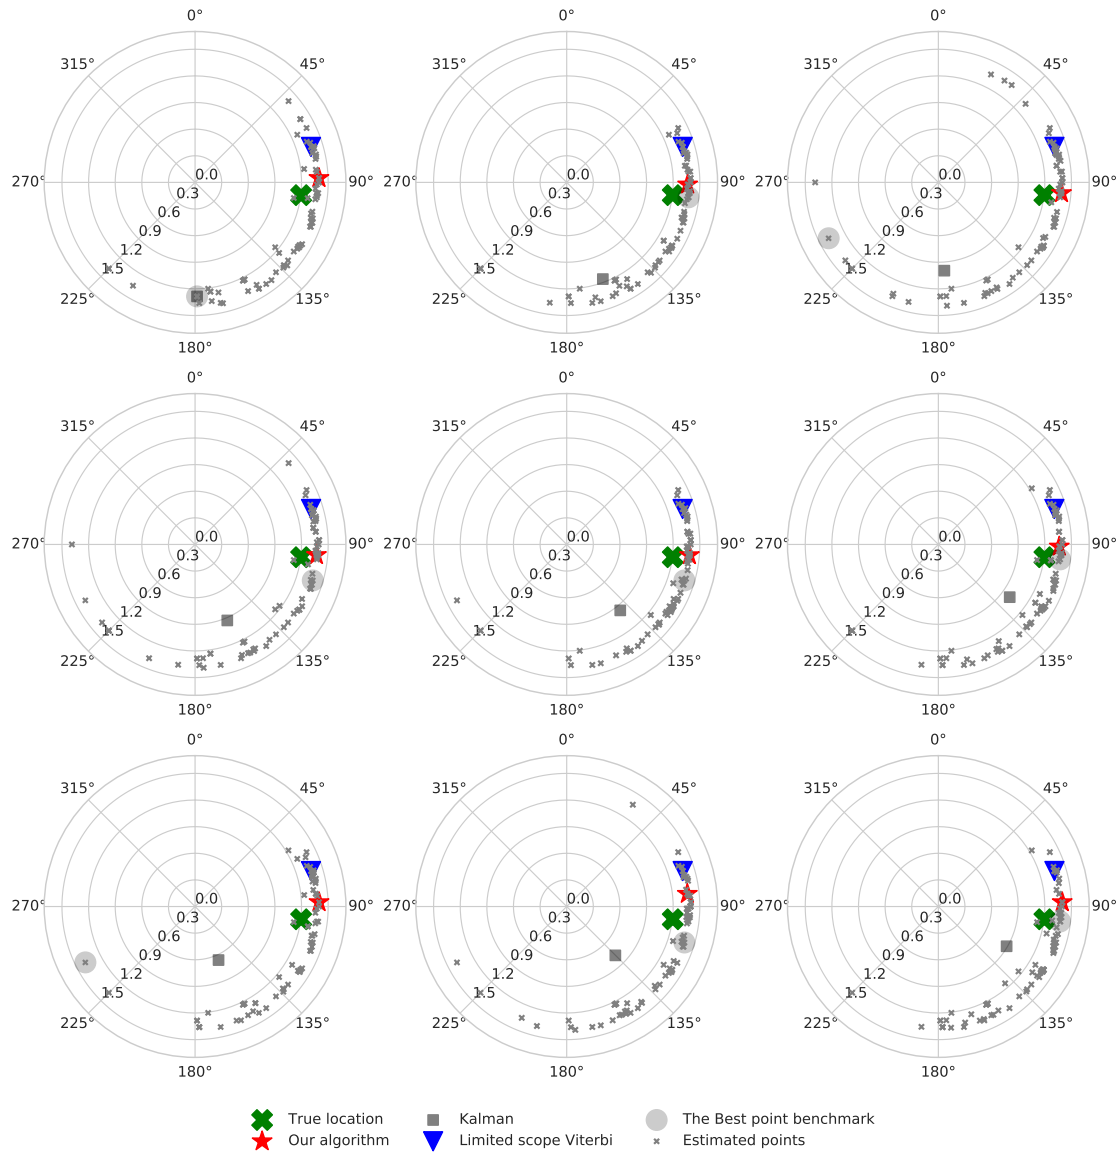 0° 0° 0°
315° 45° 315° 45° 315° 45°
270° 0.0 90° 270° 0.0 90° 270° 0.0 90°
0.3 0.3 0.3
0.6 0.6 0.6
0.9 0.9 0.9
1.2 1.2 1.2
1.5 1.5 1.5
225° 135° 225° 135° 225° 135°
180° 180° 180°
0° 0° 0°
315° 45° 315° 45° 315° 45°
270° 0.0 90° 270° 0.0 90° 270° 0.0 90°
0.3 0.3 0.3
0.6 0.6 0.6
0.9 0.9 0.9
1.2 1.2 1.2
1.5 1.5 1.5
225° 135° 225° 135° 225° 135°
180° 180° 180°
0° 0° 0°
315° 45° 315° 45° 315° 45°
270° 0.0 90° 270° 0.0 90° 270° 0.0 90°
0.3 0.3 0.3
0.6 0.6 0.6
0.9 0.9 0.9
1.2 1.2 1.2
1.5 1.5 1.5
225° 135° 225° 135° 225° 135°
180° 180° 180°
True location Kalman The Best point benchmark
Our algorithm Limited scope Viterbi Estimated points